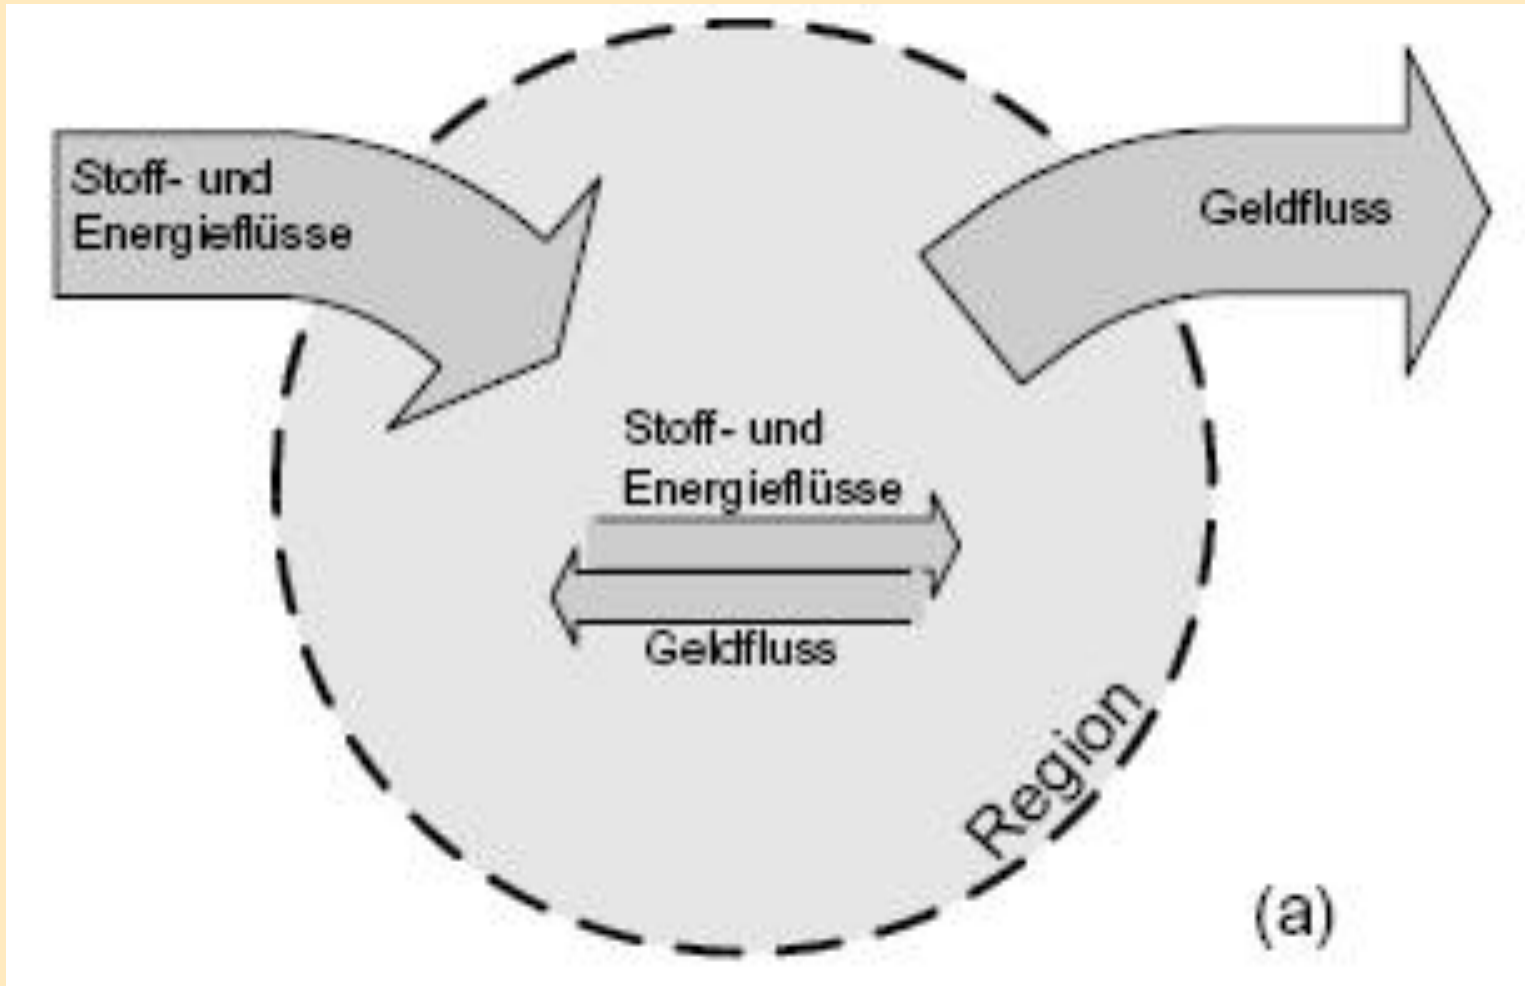 Stoff- und
Energieflüsse
Geldfluss
Stoff- und
Energieflüsse
Geldfluss
Region
(a)